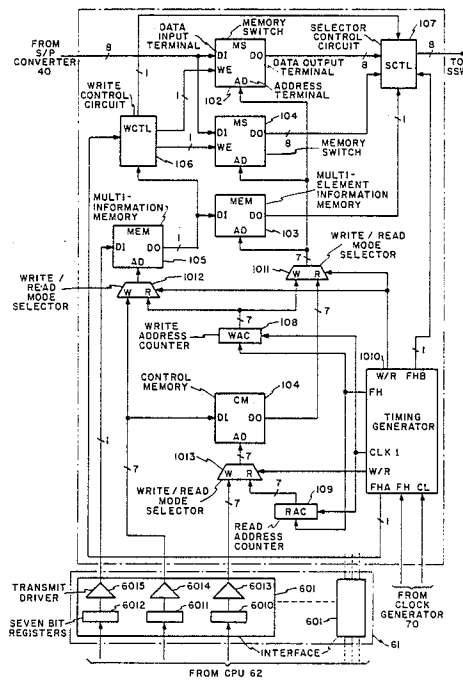 DATA INPUT TERMINAL
MEMORY SWITCH
SELECTOR CONTROL CIRCUIT
107
FROM S/P CONVERTER 40
8
MS
DI
DO
WE
AD
8
SCTL
8
TO SSW
DATA OUTPUT TERMINAL
ADDRESS TERMINAL
102
1
WRITE CONTROL CIRCUIT
1
8
MS
104
DI
DO
WE
AD
8
MEMORY SWITCH
WCTL
106
1
1
MULTI-INFORMATION MEMORY
MEM
DI
DO
AD
105
1
MEM
DI
DO
AD
103
MULTI-ELEMENT INFORMATION MEMORY
WRITE / READ MODE SELECTOR
1012
W R
7
1011
W R
WRITE / READ MODE SELECTOR
7
7
WRITE ADDRESS COUNTER
WAC
108
1010
1
W/R FHB
FH
TIMING GENERATOR
CLK 1
W/R
FHA FH CL
CONTROL MEMORY
CM
104
DI
DO
AD
7
1013
W R
7
WRITE/READ MODE SELECTOR
7
109
RAC
READ ADDRESS COUNTER
1
1
7
TRANSMIT DRIVER
6015
6014
6013
601
SEVEN BIT REGISTERS
6012
6011
6010
601
FROM CLOCK GENERATOR 70
61
INTERFACE
FROM CPU 62